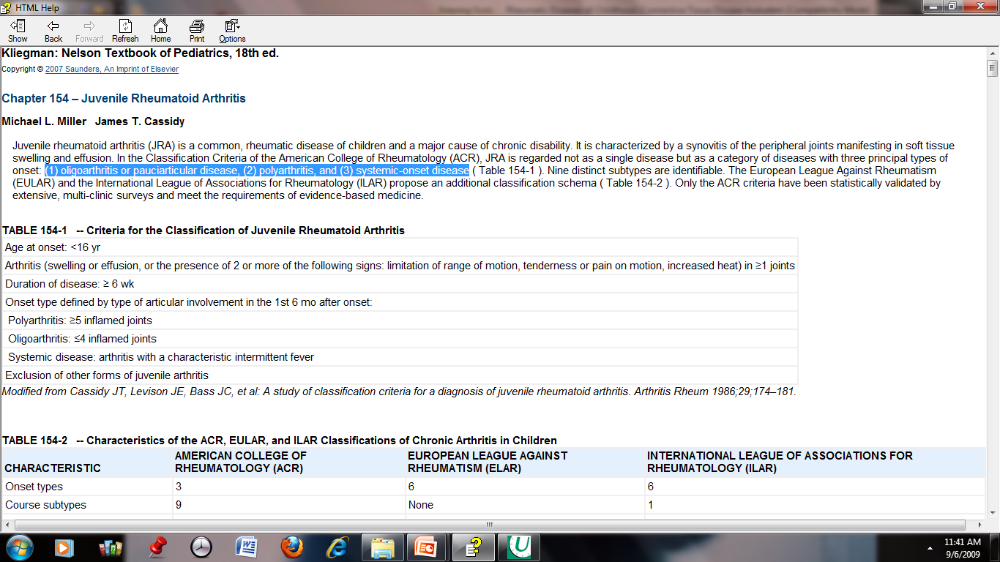 HTML Help
Show Back Forward Refresh Home Print Options
Kliegman: Nelson Textbook of Pediatrics, 18th ed.
Copyright © 2007 Saunders, An Imprint of Elsevier
Chapter 154 – Juvenile Rheumatoid Arthritis
Michael L. Miller James T. Cassidy
Juvenile rheumatoid arthritis (JRA) is a common, rheumatic disease of children and a major cause of chronic disability. It is characterized by a synovitis of the peripheral joints manifesting in soft tissue
swelling and effusion. In the Classification Criteria of the American College of Rheumatology (ACR), JRA is regarded not as a single disease but as a category of diseases with three principal types of
onset: (1) oligoarthritis or pauciarticular disease, (2) polyarthritis, and (3) systemic-onset disease ( Table 154-1 ). Nine distinct subtypes are identifiable. The European League Against Rheumatism
(EULAR) and the International League of Associations for Rheumatology (ILAR) propose an additional classification schema ( Table 154-2 ). Only the ACR criteria have been statistically validated by
extensive, multi-clinic surveys and meet the requirements of evidence-based medicine.
TABLE 154-1 -- Criteria for the Classification of Juvenile Rheumatoid Arthritis
Age at onset: <16 yr
Arthritis (swelling or effusion, or the presence of 2 or more of the following signs: limitation of range of motion, tenderness or pain on motion, increased heat) in ≥1 joints
Duration of disease: ≥ 6 wk
Onset type defined by type of articular involvement in the 1st 6 mo after onset:
Polyarthritis: ≥5 inflamed joints
Oligoarthritis: ≤4 inflamed joints
Systemic disease: arthritis with a characteristic intermittent fever
Exclusion of other forms of juvenile arthritis
Modified from Cassidy JT, Levison JE, Bass JC, et al: A study of classification criteria for a diagnosis of juvenile rheumatoid arthritis. Arthritis Rheum 1986;29;174–181.
TABLE 154-2 -- Characteristics of the ACR, EULAR, and ILAR Classifications of Chronic Arthritis in Children
CHARACTERISTIC
AMERICAN COLLEGE OF
RHEUMATOLOGY (ACR)
EUROPEAN LEAGUE AGAINST
RHEUMATISM (ELAR)
INTERNATIONAL LEAGUE OF ASSOCIATIONS FOR
RHEUMATOLOGY (ILAR)
Onset types 3 6 6
Course subtypes 9 None 1
11:41 AM
9/6/2009